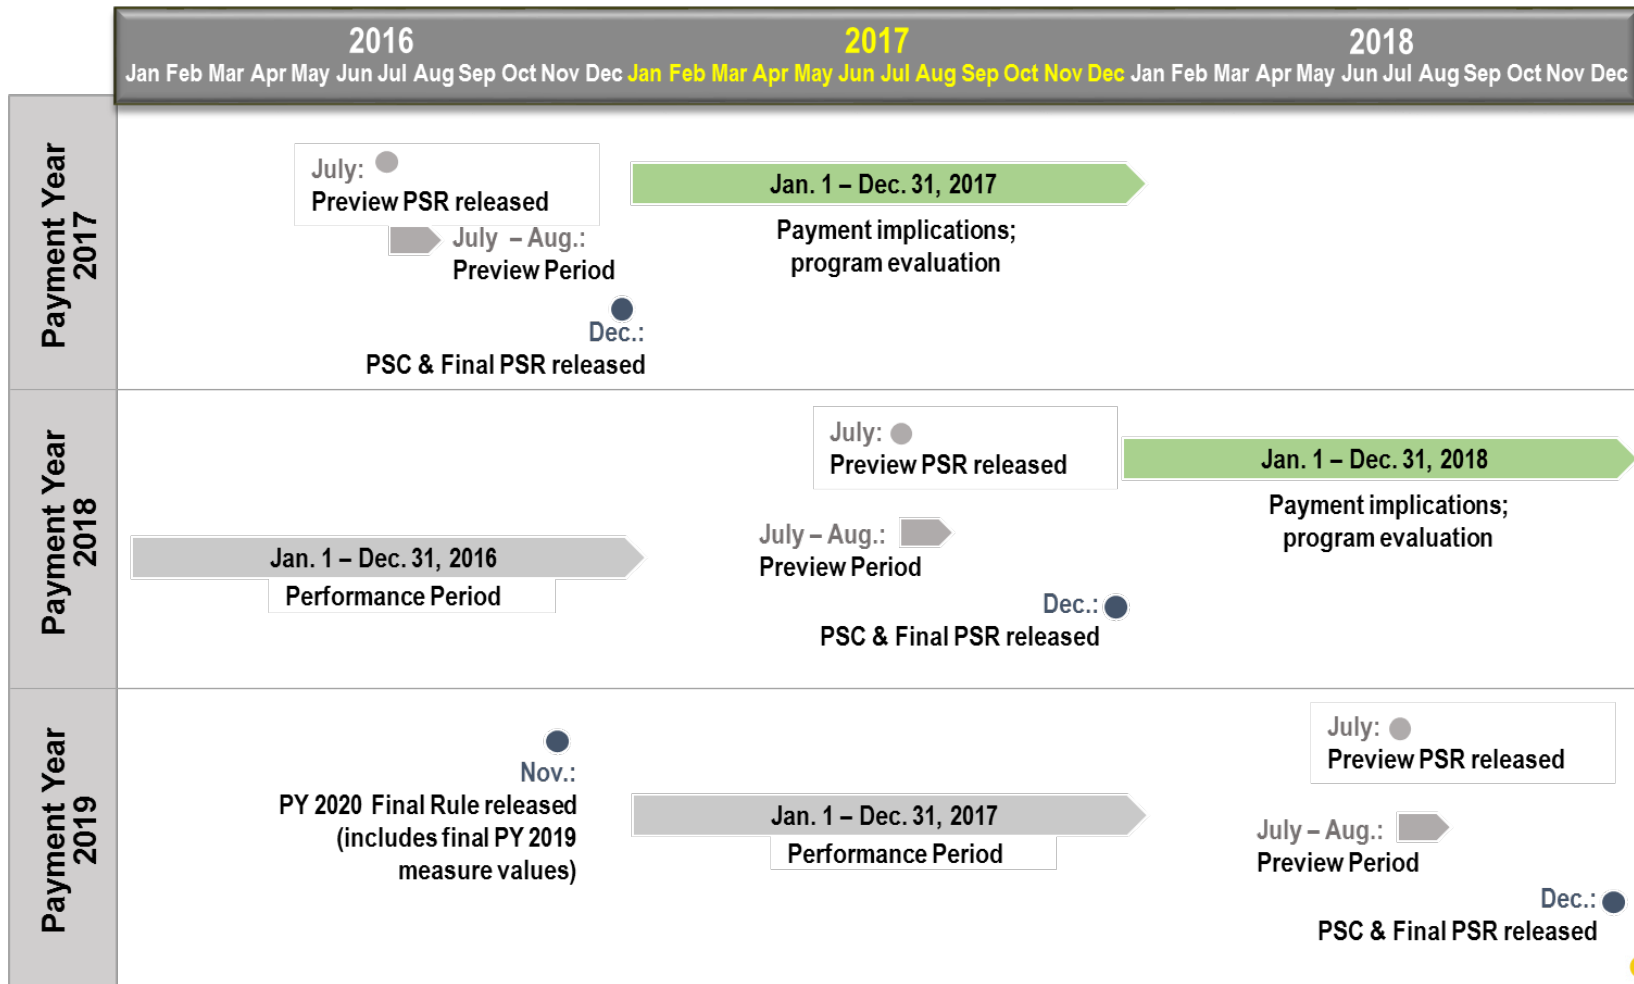 2016 2017 2018
Jan Feb Mar Apr May Jun Jul Aug Sep Oct Nov Dec Jan Feb Mar Apr May Jun Jul Aug Sep Oct Nov Dec Jan Feb Mar Apr May Jun Jul Aug Sep Oct Nov Dec
Payment Year
2017
July:
Preview PSR released
July – Aug.:
Preview Period
Dec.:
PSC & Final PSR released
Jan. 1 – Dec. 31, 2017
Payment implications;
program evaluation
Payment Year
2018
Jan. 1 – Dec. 31, 2016
Performance Period
July:
Preview PSR released
July – Aug.:
Preview Period
Dec.:
PSC & Final PSR released
Jan. 1 – Dec. 31, 2018
Payment implications;
program evaluation
Payment Year
2019
Nov.:
PY 2020 Final Rule released
(includes final PY 2019
measure values)
Jan. 1 – Dec. 31, 2017
Performance Period
July:
Preview PSR released
July – Aug.:
Preview Period
Dec.:
PSC & Final PSR released